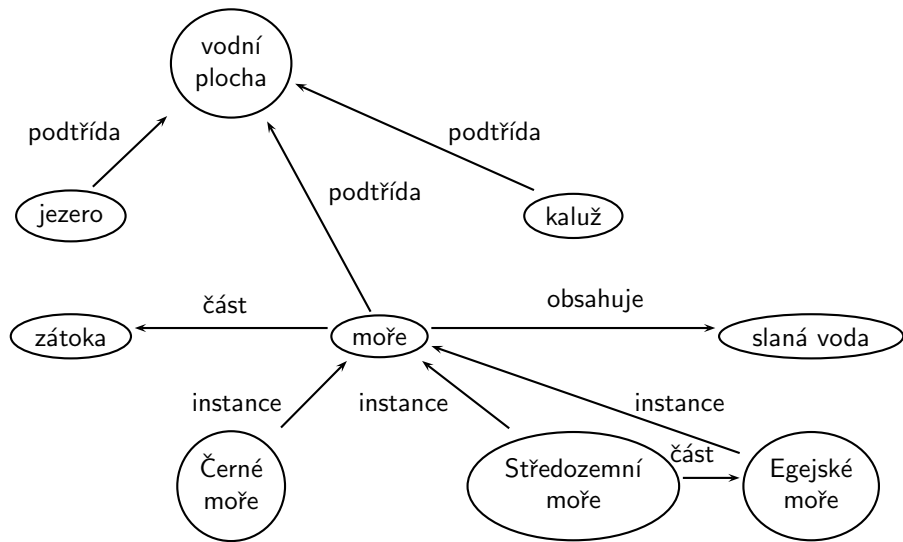 vodní
plocha
podtřída
podtřída
podtřída
jezero
kaluž
část
obsahuje
zátoka
moře
slaná voda
instance
instance
instance
Černé
moře
Středozemní
moře
část
Egejské
moře